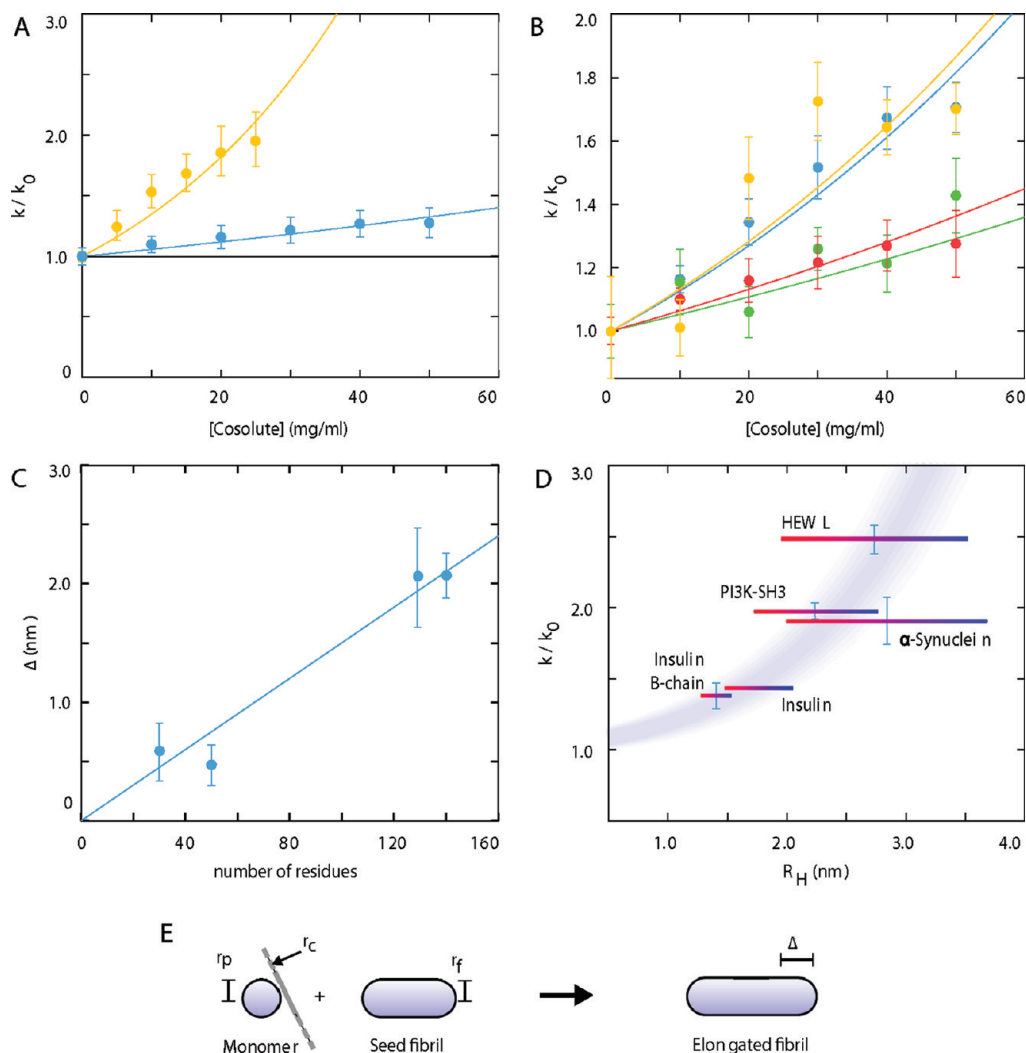 A
3.0
2.0
1.0
0
k / k0
0
20
40
60
[Cosolute] (mg/ml)
B
2.0
1.8
1.6
1.4
1.2
1.0
k / k0
0
20
40
60
[Cosolute] (mg/ml)
C
3.0
2.0
1.0
0
Δ (nm)
0
40
80
120
160
number of residues
D
3.0
2.0
1.0
k / k0
HEW L
PI3K-SH3
α-Synuclei n
Insuli n
B-chain
Insuli n
1.0
2.0
3.0
4.0
R H (nm)
E
rp
rc
+
rf
Δ
Monomer
Seed fibril
Elon gated fibril